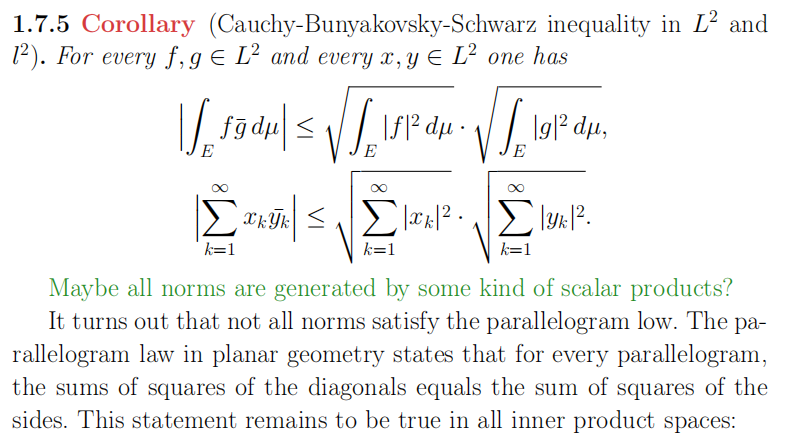 1.7.5 Corollary (Cauchy-Bunyakovsky-Schwarz inequality in L² and
l²). For every f, g ∈ L² and every x, y ∈ L² one has
|∫_E f ḡ dμ| ≤ √(∫_E |f|² dμ) · √(∫_E |g|² dμ),
|∑_{k=1}^∞ x_k ȳ_k| ≤ √(∑_{k=1}^∞ |x_k|²) · √(∑_{k=1}^∞ |y_k|²).
Maybe all norms are generated by some kind of scalar products?
It turns out that not all norms satisfy the parallelogram low. The pa-
rallelogram law in planar geometry states that for every parallelogram,
the sums of squares of the diagonals equals the sum of squares of the
sides. This statement remains to be true in all inner product spaces: